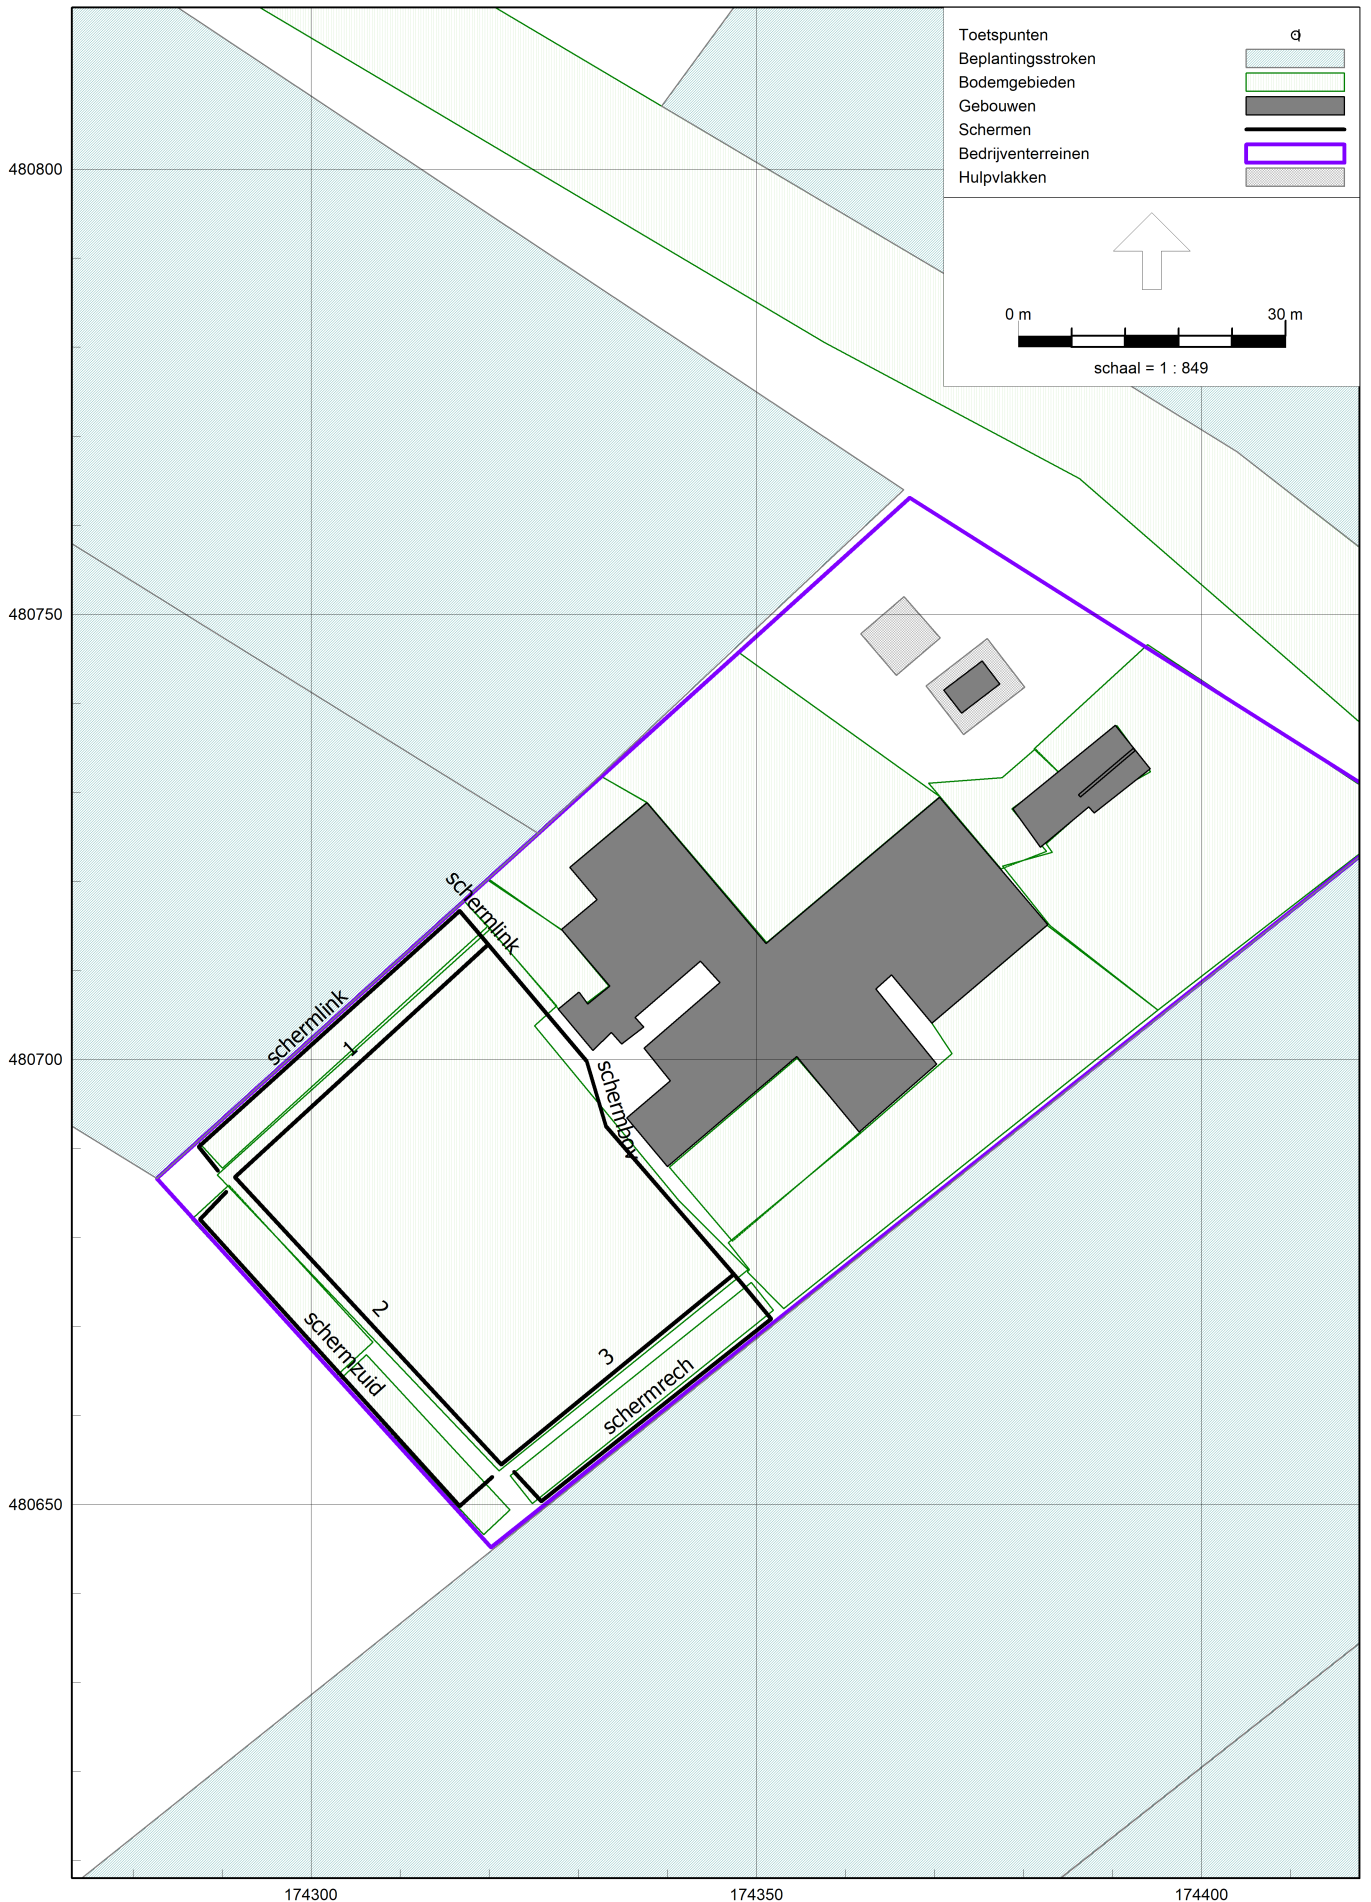 Toetspunten
Beplantingsstroken
Bodemgebieden
Gebouwen
Schermen
Bedrijventerreinen
Hulpvlakken
0 m 30 m
schaal = 1 : 849
480800
480750
480700
480650
174300 174350 174400
schermlink
schermlink
1
schermbov
2
schermzuid
3
schermrech